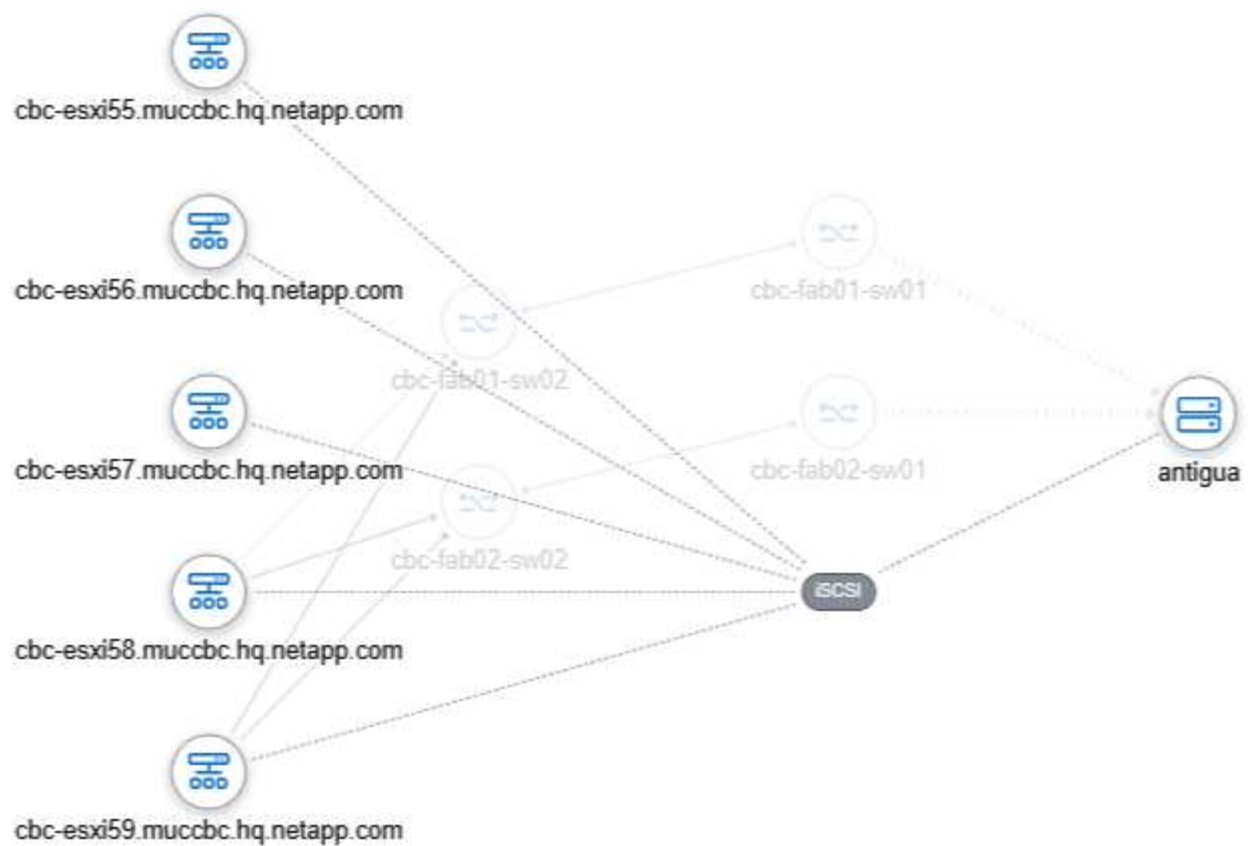 cbc-esxi55.muccbc.hq.netapp.com
cbc-esxi56.muccbc.hq.netapp.com
cbc-fab01-sw01
cbc-fab01-sw02
cbc-esxi57.muccbc.hq.netapp.com
cbc-fab02-sw01
antigua
cbc-fab02-sw02
iSCSI
cbc-esxi58.muccbc.hq.netapp.com
cbc-esxi59.muccbc.hq.netapp.com